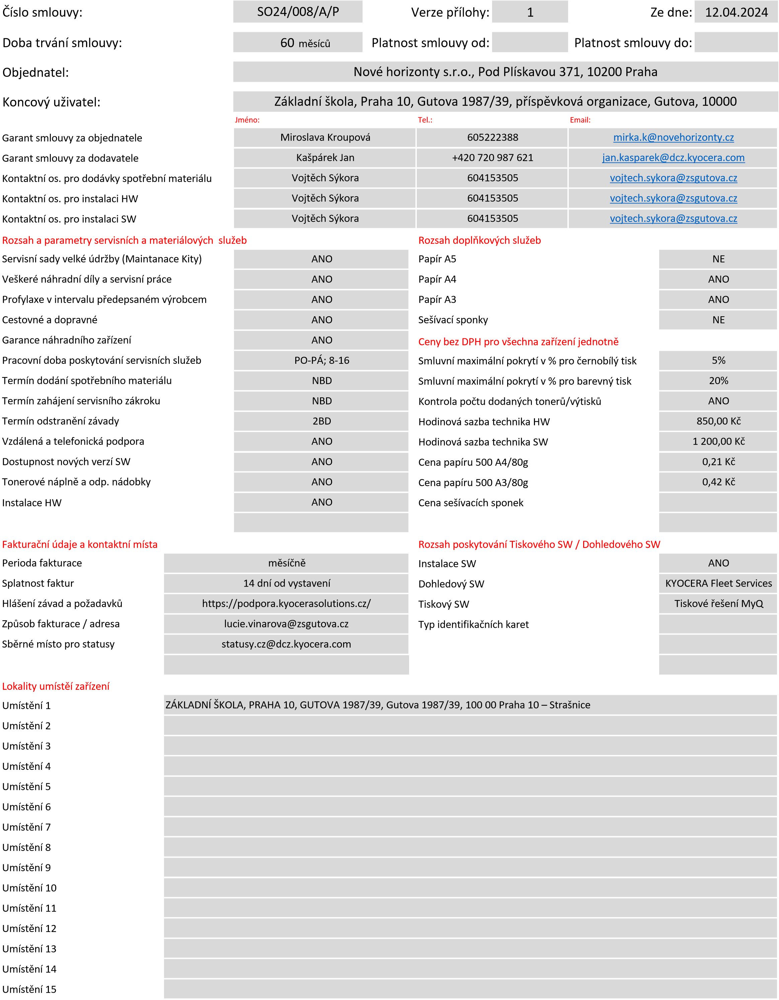 Číslo smlouvy: SO24/008/A/P Verze přílohy: 1 Ze dne: 12.04.2024
Doba trvání smlouvy: 60 měsíců Platnost smlouvy od: Platnost smlouvy do:
Objednatel: Nové horizonty s.r.o., Pod Plískavou 371, 10200 Praha
Koncový uživatel: Základní škola, Praha 10, Gutova 1987/39, příspěvková organizace, Gutova, 10000
Jméno: Tel.: Email:
Garant smlouvy za objednatele Miroslava Kroupová 605222388 mirka.k@novehorizonty.cz
Garant smlouvy za dodavatele Kašpárek Jan +420 720 987 621 jan.kasparek@dcz.kyocera.com
Kontaktní os. pro dodávky spotřební materiálu Vojtěch Sýkora 604153505 vojtech.sykora@zsgutova.cz
Kontaktní os. pro instalaci HW Vojtěch Sýkora 604153505 vojtech.sykora@zsgutova.cz
Kontaktní os. pro instalaci SW Vojtěch Sýkora 604153505 vojtech.sykora@zsgutova.cz
Rozsah a parametry servisních a materiálových služeb Rozsah doplňkových služeb
Servisní sady velké údržby (Maintanace Kity) ANO Papír A5 NE
Veškeré náhradní díly a servisní práce ANO Papír A4 ANO
Profylaxe v intervalu předepsaném výrobcem ANO Papír A3 ANO
Cestovné a dopravné ANO Sešívací sponky NE
Garance náhradního zařízení ANO Ceny bez DPH pro všechna zařízení jednotně
Pracovní doba poskytování servisních služeb PO-PÁ; 8-16 Smluvní maximální pokrytí v % pro černobílý tisk 5%
Termín dodání spotřebního materiálu NBD Smluvní maximální pokrytí v % pro barevný tisk 20%
Termín zahájení servisního zákroku NBD Kontrola počtu dodaných tonerů/výtisků ANO
Termín odstranění závady 2BD Hodinová sazba technika HW 850,00 Kč
Vzdálená a telefonická podpora ANO Hodinová sazba technika SW 1 200,00 Kč
Dostupnost nových verzí SW ANO Cena papíru 500 A4/80g 0,21 Kč
Tonerové náplně a odp. nádobky ANO Cena papíru 500 A3/80g 0,42 Kč
Instalace HW ANO Cena sešívacích sponek
Fakturační údaje a kontaktní místa Rozsah poskytování Tiskového SW / Dohledového SW
Perioda fakturace měsíčně Instalace SW ANO
Splatnost faktur 14 dní od vystavení Dohledový SW KYOCERA Fleet Services
Hlášení závad a požadavků https://podpora.kyocerasolutions.cz/ Tiskový SW Tiskové řešení MyQ
Způsob fakturace / adresa lucie.vinarova@zsgutova.cz Typ identifikačních karet
Sběrné místo pro statusy statusy.cz@dcz.kyocera.com
Lokality umístěí zařízení
Umístění 1 ZÁKLADNÍ ŠKOLA, PRAHA 10, GUTOVA 1987/39, Gutova 1987/39, 100 00 Praha 10 – Strašnice
Umístění 2
Umístění 3
Umístění 4
Umístění 5
Umístění 6
Umístění 7
Umístění 8
Umístění 9
Umístění 10
Umístění 11
Umístění 12
Umístění 13
Umístění 14
Umístění 15